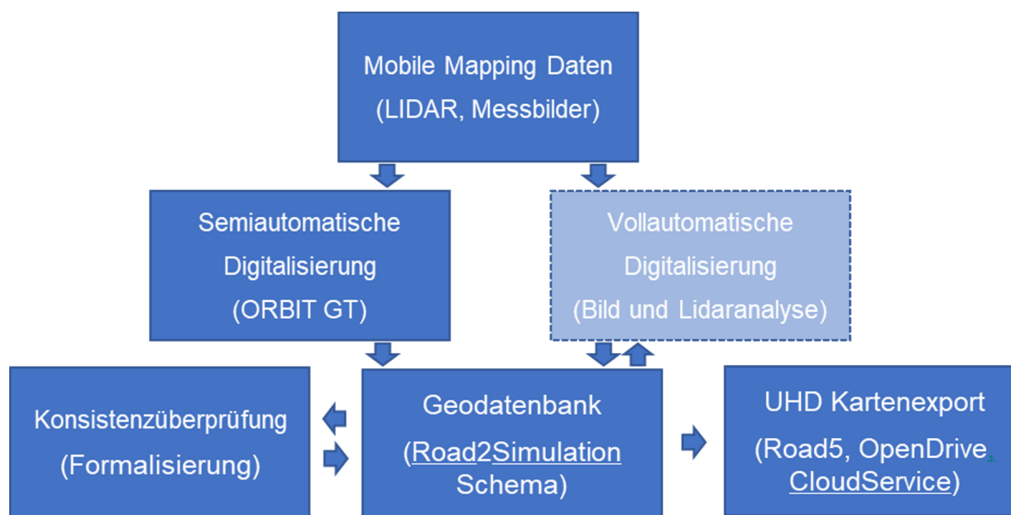 Mobile Mapping Daten
(LIDAR, Messbilder)
Semiautomatische
Digitalisierung
(ORBIT GT)
Vollautomatische
Digitalisierung
(Bild und Lidaranalyse)
Konsistenzüberprüfung
(Formalisierung)
Geodatenbank
(Road2Simulation
Schema)
UHD Kartenexport
(Road5, OpenDrive,
CloudService)